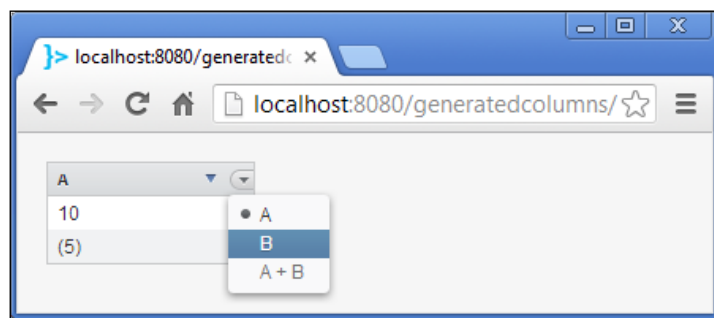 localhost:8080/generatedc
localhost:8080/generatedcolumns/
A
10
A
(5)
B
A + B